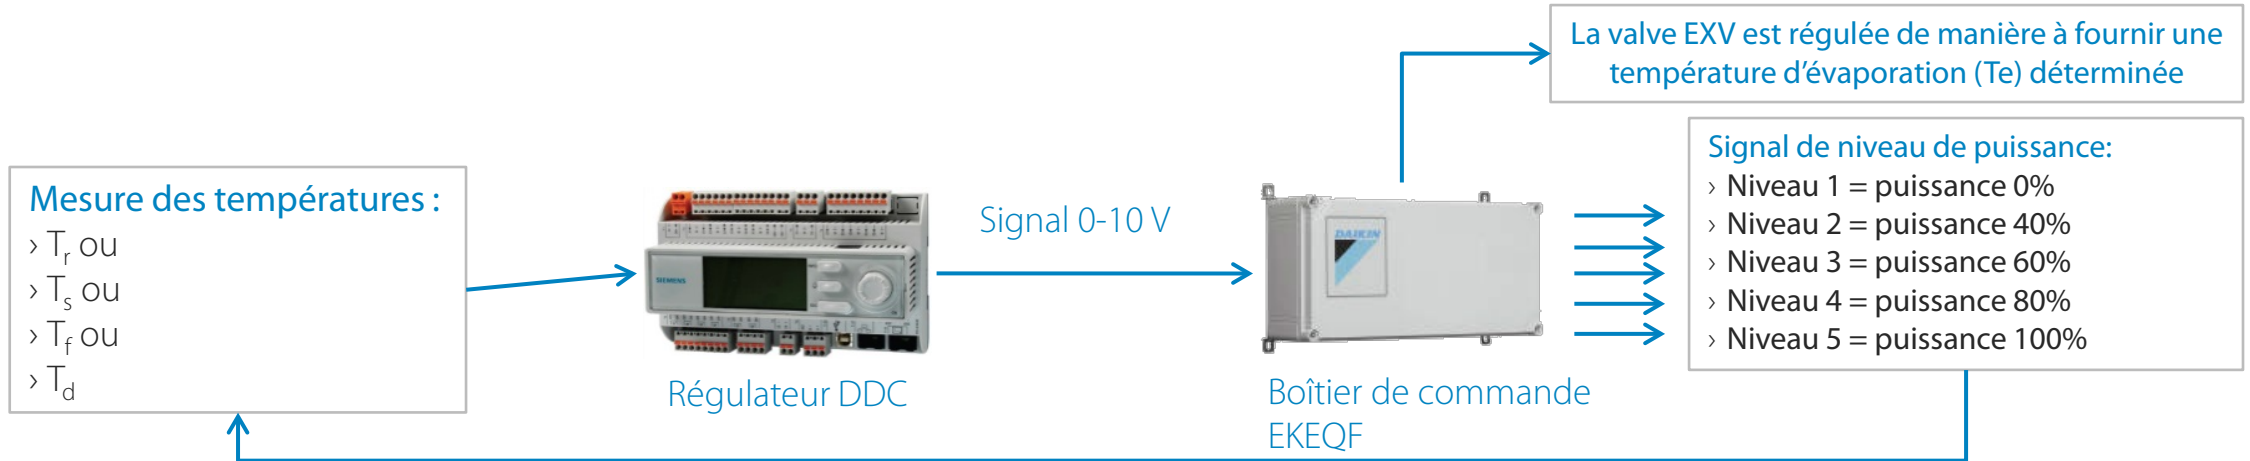 La valve EXV est régulée de manière à fournir une
température d’évaporation (Te) déterminée
Mesure des températures :
› Tr ou
› Ts ou
› Tf ou
› Td
SIEMENS
Régulateur DDC
Signal 0-10 V
DAIKIN
Boîtier de commande
EKEQF
Signal de niveau de puissance:
› Niveau 1 = puissance 0%
› Niveau 2 = puissance 40%
› Niveau 3 = puissance 60%
› Niveau 4 = puissance 80%
› Niveau 5 = puissance 100%